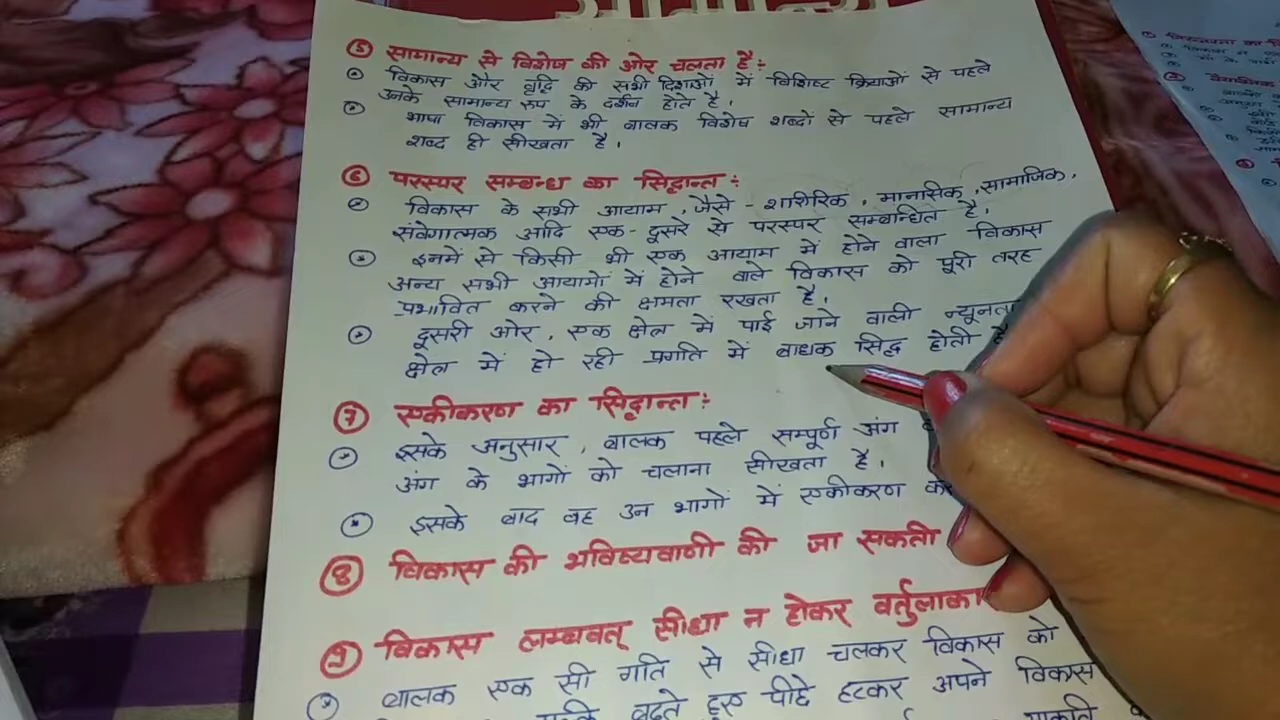 ⑤ सामान्य से विशेष की ओर चलता है:
विकास और वृद्धि की सभी दिशाओं में विशिष्ट क्रियाओं से पहले
उनके सामान्य रूप के दर्शन होते है.
भाषा विकास में भी बालक विशेष शब्दों से पहले सामान्य
शब्द ही सीखता है.
⑥ परस्पर सम्बन्ध का सिद्वान्त:
विकास के सभी आयाम, जैसे - शारीरिक, मानसिक, सामाजिक,
संवेगात्मक आदि एक-दूसरे से परस्पर सम्बंधित है.
इनमें से किसी भी एक आयाम में होने वाला विकास
अन्य सभी आयामों में होने वाले विकास को पूरी तरह
प्रभावित करने की क्षमता रखता है.
दूसरी ओर, एक क्षेत्र में पाई जाने वाली न्यूनता
क्षेत्र में हो रही प्रगति में बाधक सिद्ध होती है
⑦ एकीकरण का सिद्वान्त:
इसके अनुसार, बालक पहले सम्पूर्ण अंग
अंग के भागों को चलाना सीखता है.
इसके बाद वह उन भागों में एकीकरण
⑧ विकास की भविष्यवाणी की जा सकती
⑨ विकास लम्बवत् सीधा न होकर वर्तुलाका
बालक एक सी गति से सीधा चलकर विकास को
बढ़ते हुए पीछे हटकर अपने विकास